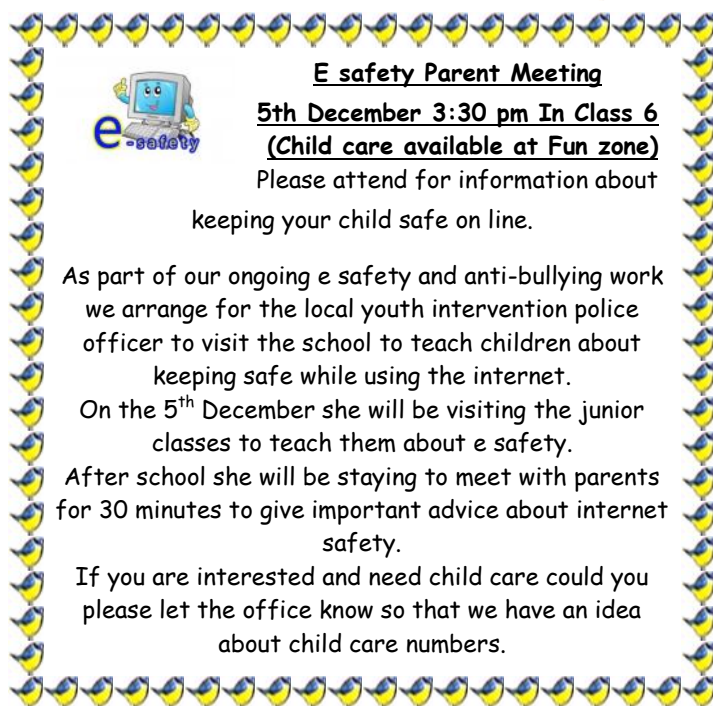 E safety Parent Meeting
e-safety
5th December 3:30 pm In Class 6
(Child care available at Fun zone)
Please attend for information about
keeping your child safe on line.
As part of our ongoing e safety and anti-bullying work
we arrange for the local youth intervention police
officer to visit the school to teach children about
keeping safe while using the internet.
On the 5th December she will be visiting the junior
classes to teach them about e safety.
After school she will be staying to meet with parents
for 30 minutes to give important advice about internet
safety.
If you are interested and need child care could you
please let the office know so that we have an idea
about child care numbers.